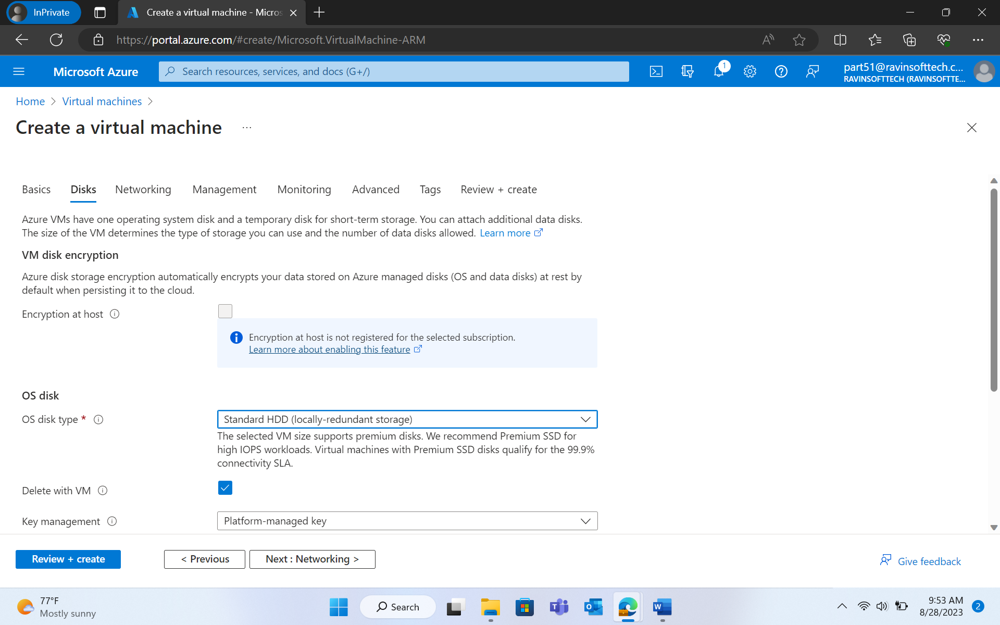 InPrivate
Create a virtual machine - Micros
https://portal.azure.com/#create/Microsoft.VirtualMachine-ARM
Microsoft Azure
Search resources, services, and docs (G+/)
1
part51@ravinsofttech.c...
RAVINSOFTTECH (RAVINSOFTTE...
Home > Virtual machines >
Create a virtual machine ...
Basics Disks Networking Management Monitoring Advanced Tags Review + create
Azure VMs have one operating system disk and a temporary disk for short-term storage. You can attach additional data disks.
The size of the VM determines the type of storage you can use and the number of data disks allowed. Learn more
VM disk encryption
Azure disk storage encryption automatically encrypts your data stored on Azure managed disks (OS and data disks) at rest by
default when persisting it to the cloud.
Encryption at host
Encryption at host is not registered for the selected subscription.
Learn more about enabling this feature
OS disk
OS disk type *
Standard HDD (locally-redundant storage)
The selected VM size supports premium disks. We recommend Premium SSD for
high IOPS workloads. Virtual machines with Premium SSD disks qualify for the 99.9%
connectivity SLA.
Delete with VM
Key management
Platform-managed key
Review + create
< Previous
Next : Networking >
Give feedback
77°F
Mostly sunny
Search
9:53 AM
8/28/2023
2